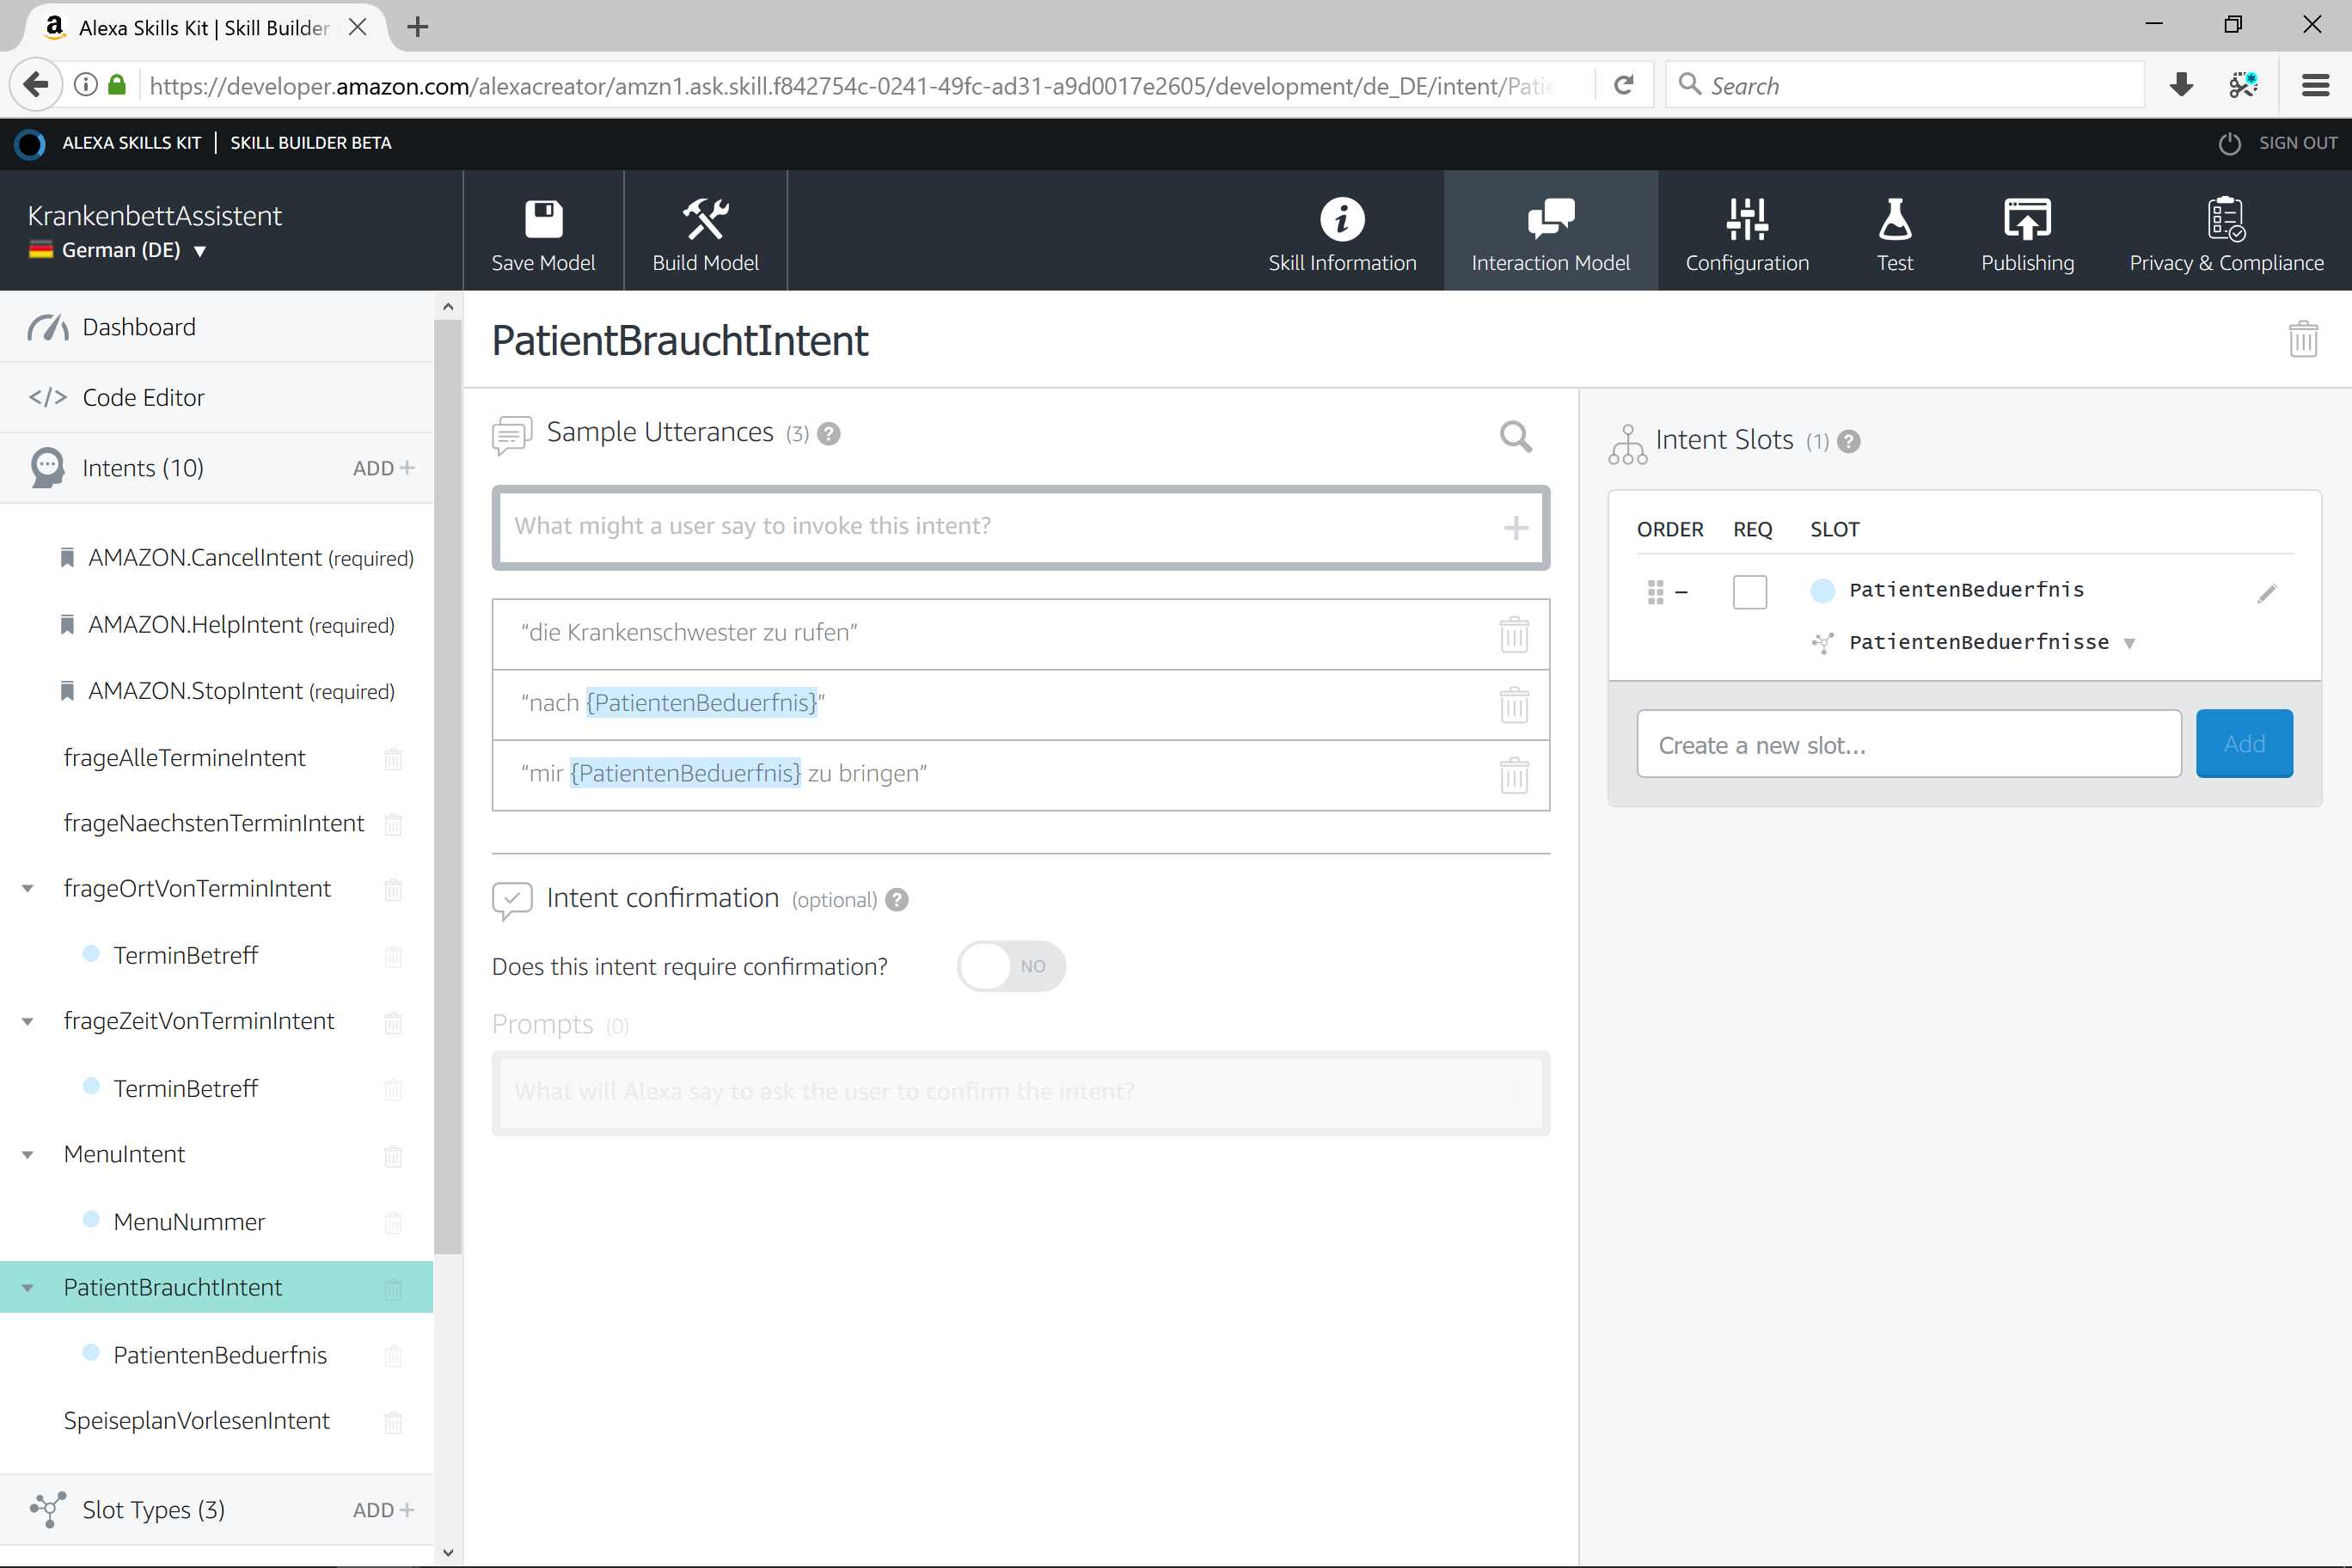 Alexa Skills Kit | Skill Builder
https://developer.amazon.com/alexacreator/amzn1.ask.skill.f842754c-0241-49fc-ad31-a9d0017e2605/development/de_DE/intent/Patie
Search
ALEXA SKILLS KIT | SKILL BUILDER BETA
SIGN OUT
KrankenbettAssistent
German (DE)
Save Model
Build Model
Skill Information
Interaction Model
Configuration
Test
Publishing
Privacy & Compliance
Dashboard
Code Editor
Intents (10)
ADD +
AMAZON.CancelIntent (required)
AMAZON.HelpIntent (required)
AMAZON.StopIntent (required)
frageAlleTermineIntent
frageNaechstenTerminIntent
frageOrtVonTerminIntent
TerminBetreff
frageZeitVonTerminIntent
TerminBetreff
MenuIntent
MenuNummer
PatientBrauchtIntent
PatientenBeduerfnis
SpeiseplanVorlesenIntent
Slot Types (3)
ADD +
PatientBrauchtIntent
Sample Utterances (3) ?
What might a user say to invoke this intent?
“die Krankenschwester zu rufen”
“nach {PatientenBeduerfnis}”
“mir {PatientenBeduerfnis} zu bringen”
Intent confirmation (optional) ?
Does this intent require confirmation?
NO
Prompts (0)
What will Alexa say to ask the user to confirm the intent?
Intent Slots (1) ?
ORDER REQ SLOT
PatientenBeduerfnis
PatientenBeduerfnisse
Create a new slot...
Add